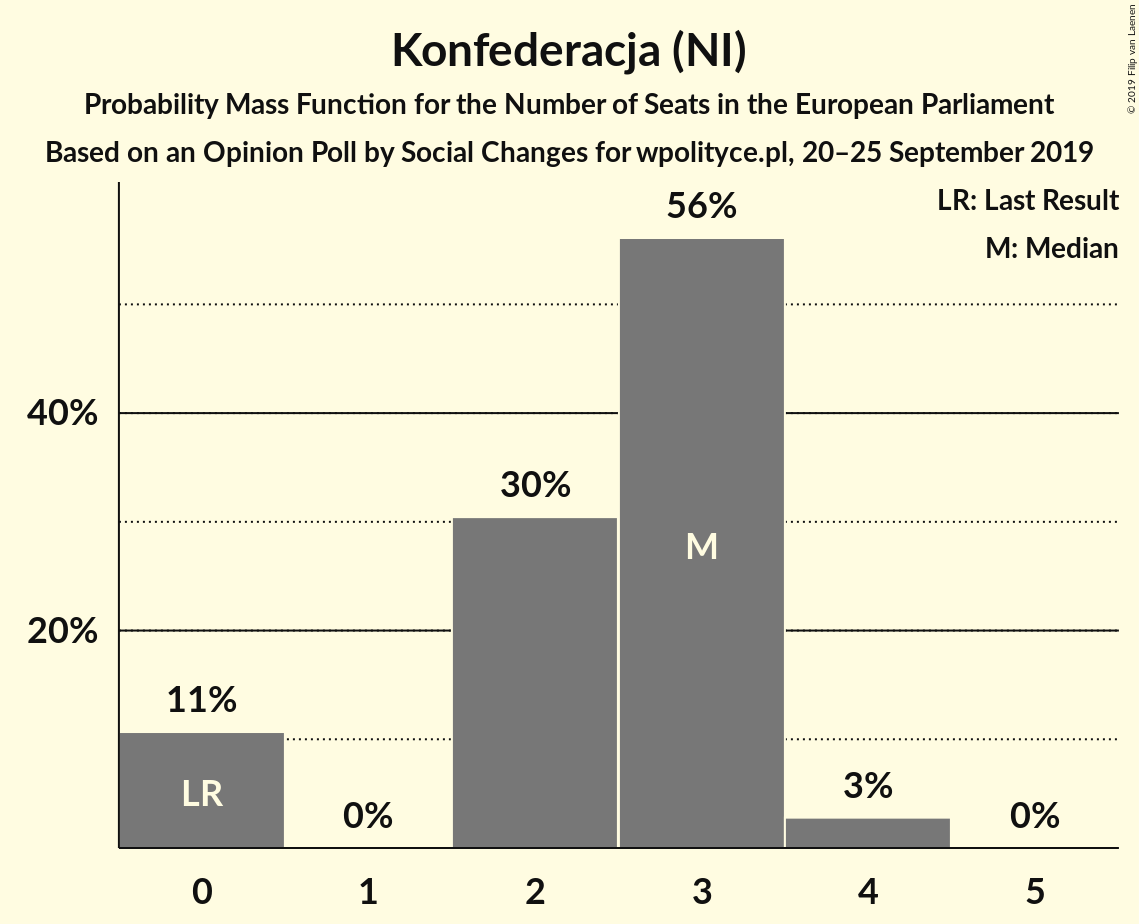 Konfederacja (NI)
Probability Mass Function for the Number of Seats in the European Parliament
Based on an Opinion Poll by Social Changes for wpolityce.pl, 20–25 September 2019
© 2019 Filip van Laenen
LR: Last Result
M: Median
56%
40%
30%
M
20%
11%
LR
0%
3%
0%
0 1 2 3 4 5